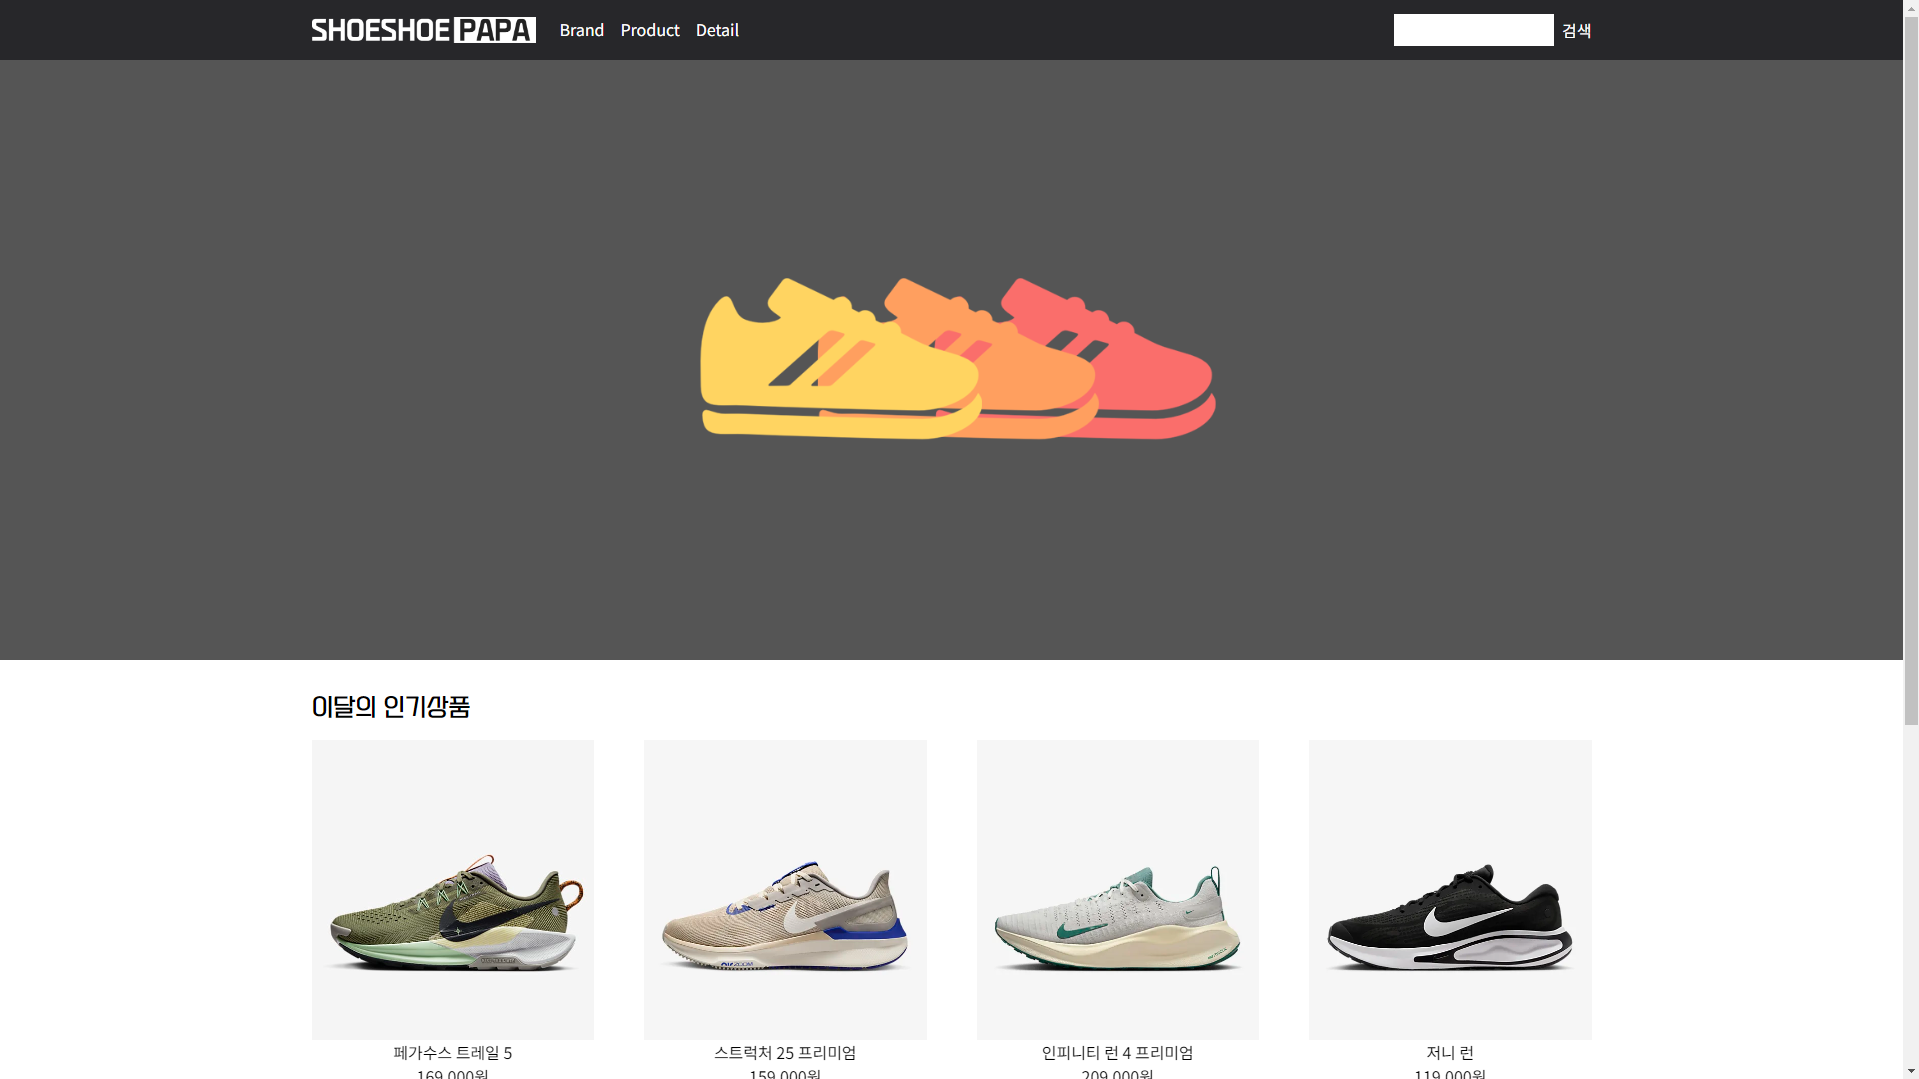 SHOESHOEPAPA Brand Product Detail 검색
이달의 인기상품
페가수스 트레일 5 스트럭처 25 프리미엄 인피니티 런 4 프리미엄 저니 런
169,000원 159,000원 209,000원 119,000원